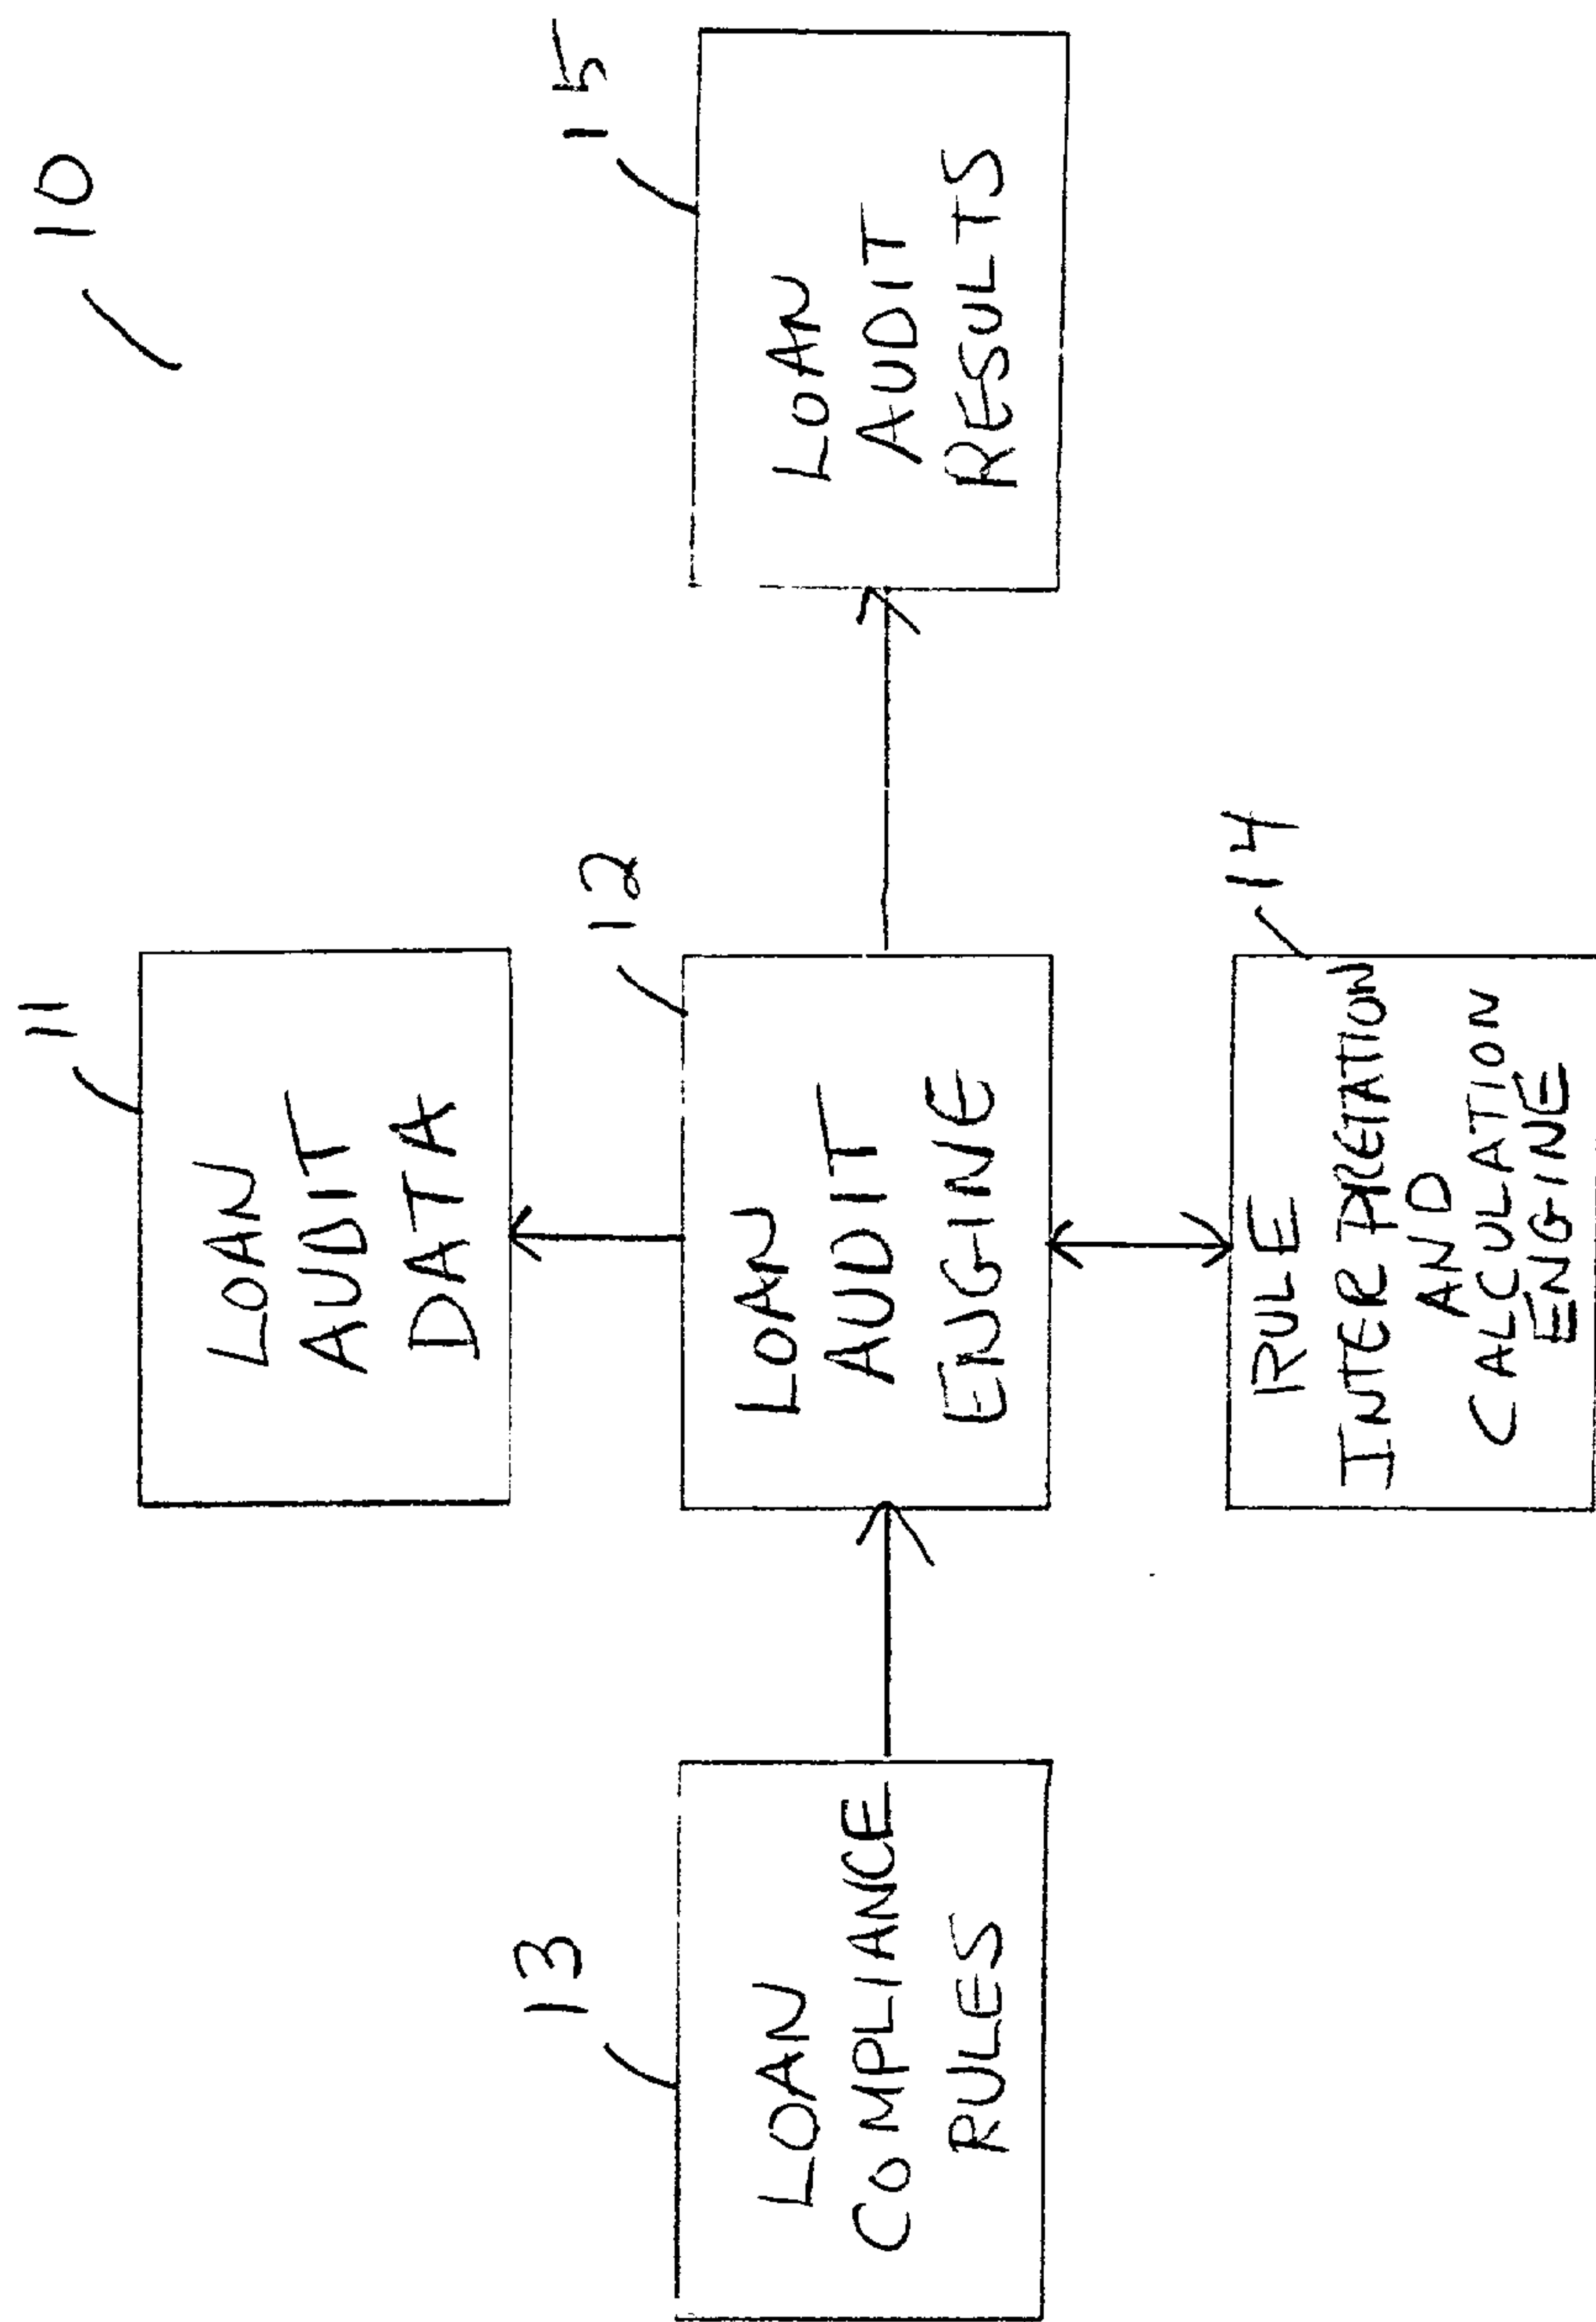 10
11
LOAN
AUDIT
DATA
13
LOAN
COMPLIANCE
RULES
12
LOAN
AUDIT
ENGINE
15
LOAN
AUDIT
RESULTS
14
RULE
INTERPRETATION
AND
CALCULATION
ENGINE